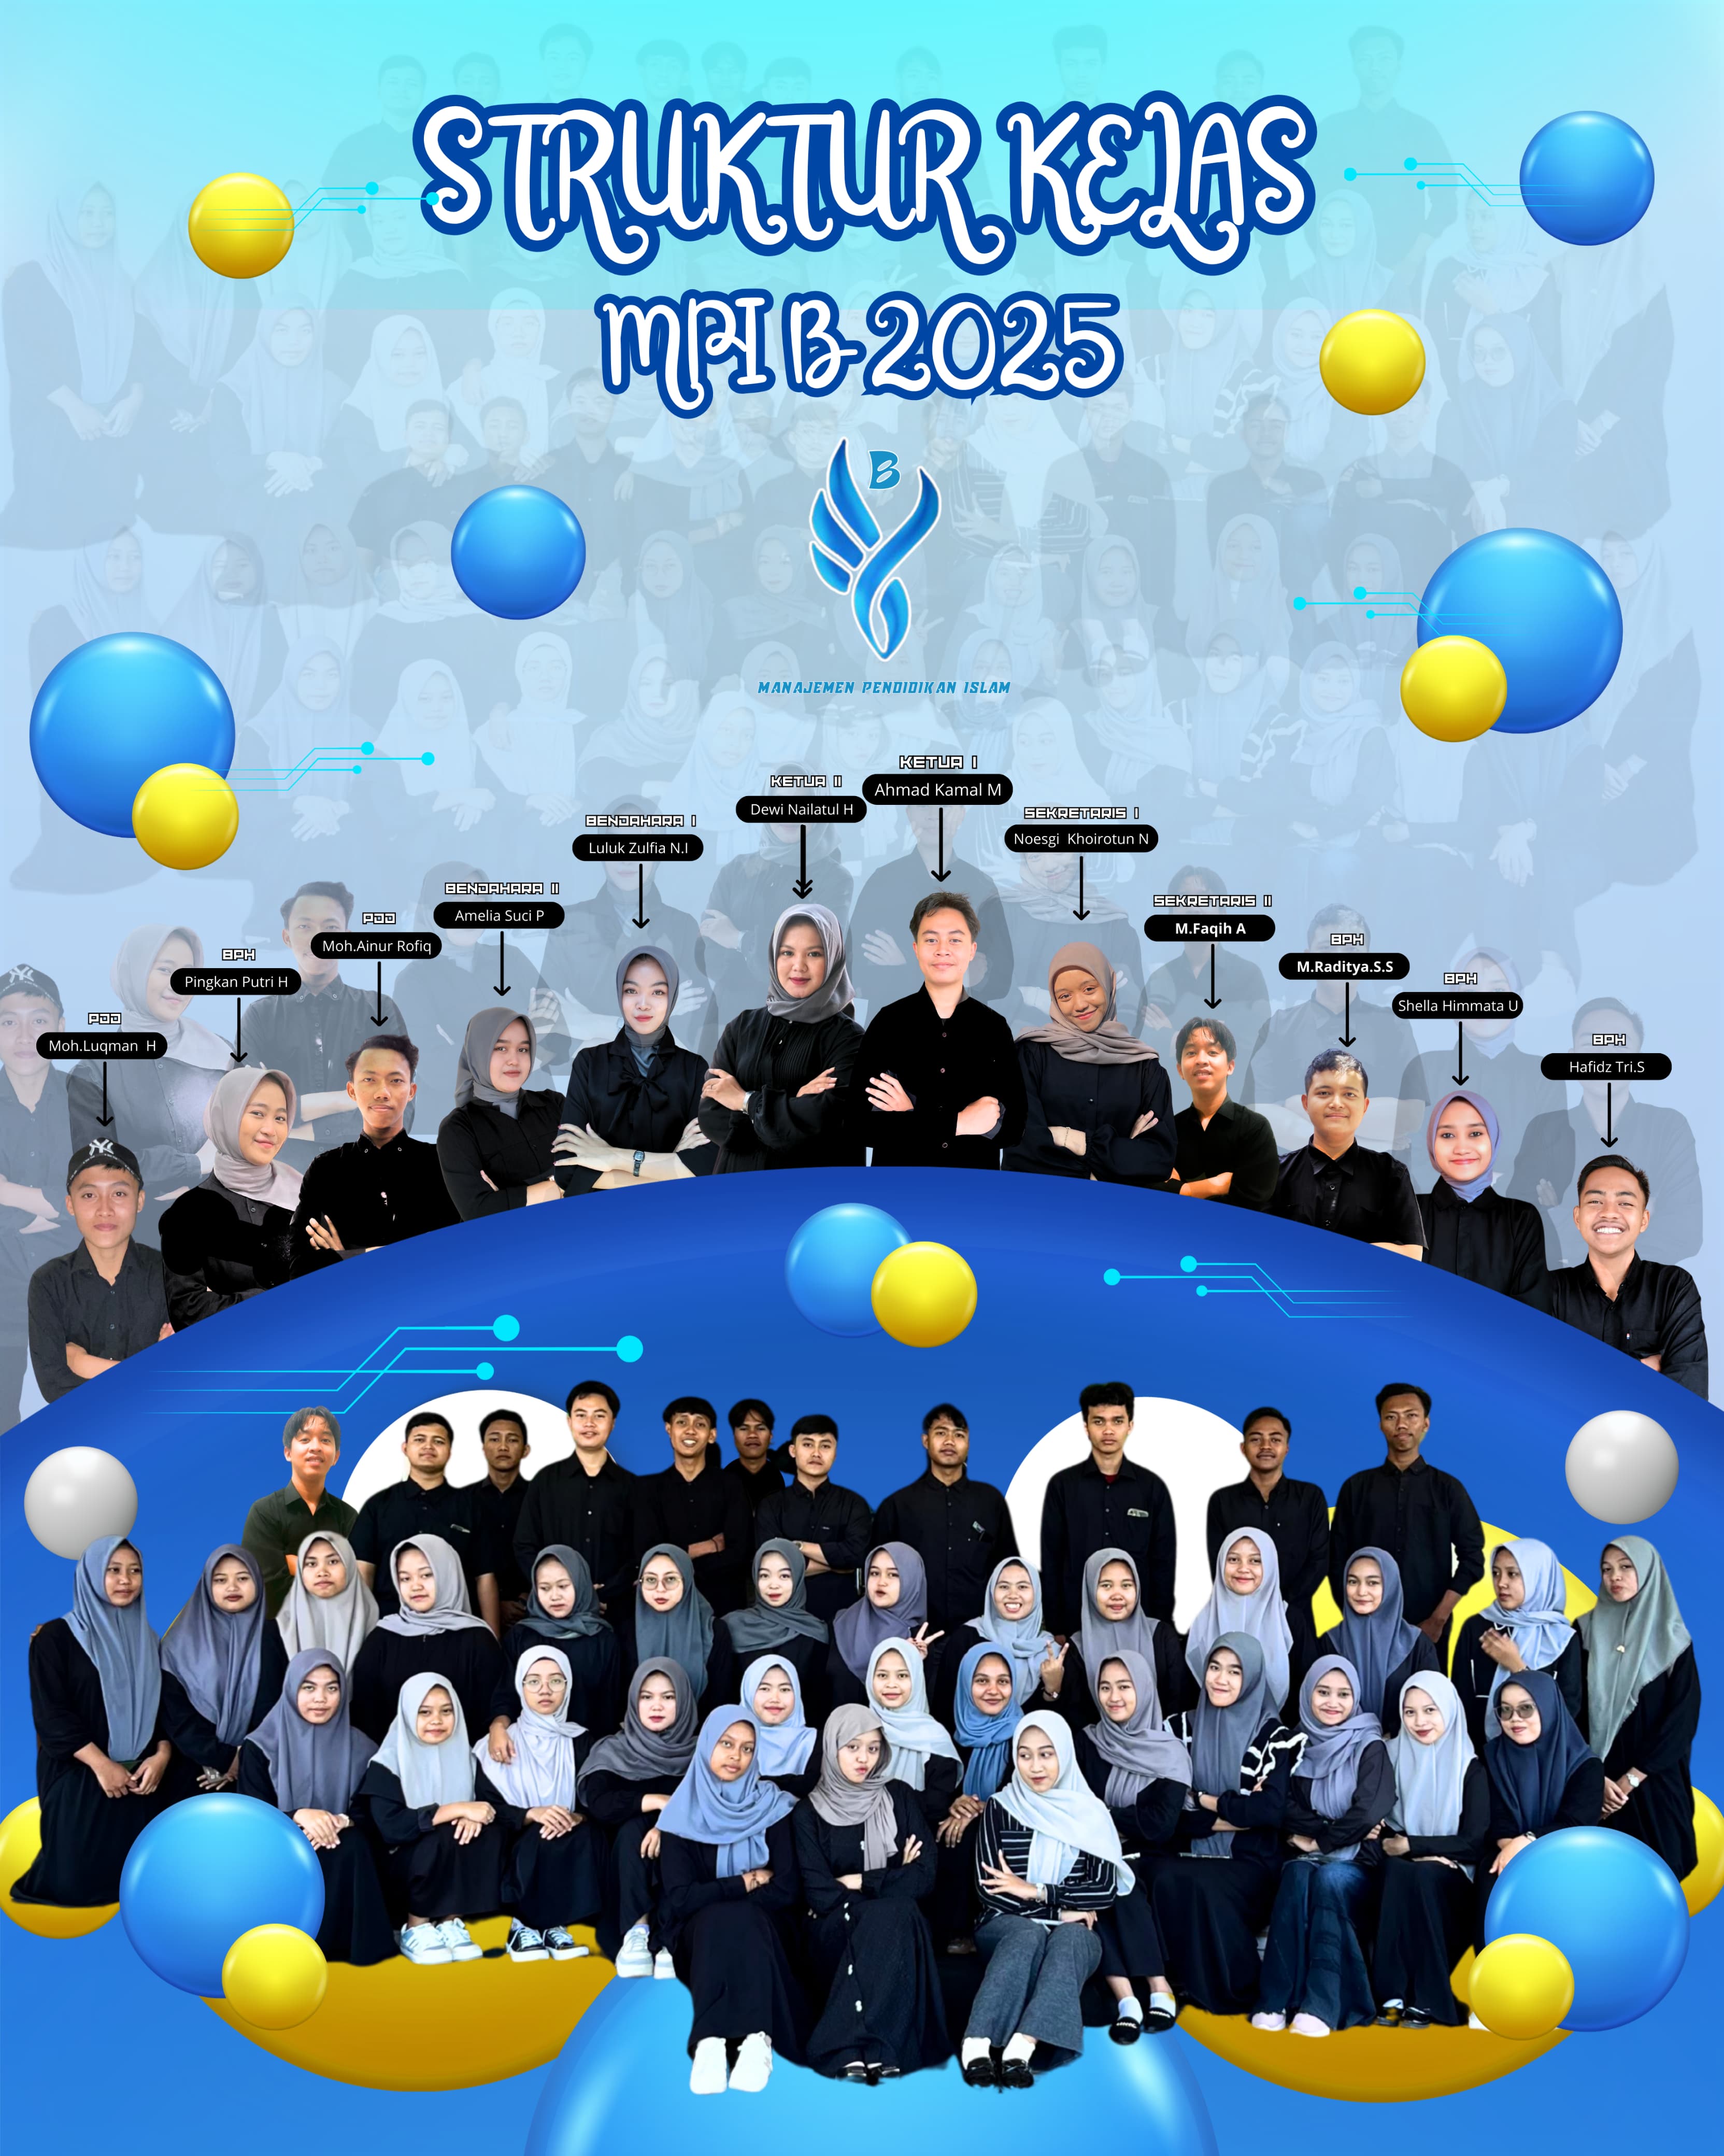 STRUKTUR KELAS
MPI B 2025
B
MANAJEMEN PENDIDIKAN ISLAM
KETUA I
Ahmad Kamal M
KETUA II
Dewi Nailatul H
SEKRETARIS I
Noesgi Khoirotun N
BENDAHARA I
Luluk Zulfia N.I
BENDAHARA II
Amelia Suci P
SEKRETARIS II
M.Faqih A
PDD
Moh.Ainur Rofiq
BPH
M.Raditya.S.S
BPH
Pingkan Putri H
BPH
Shella Himmata U
PDD
Moh.Luqman H
BPH
Hafidz Tri.S